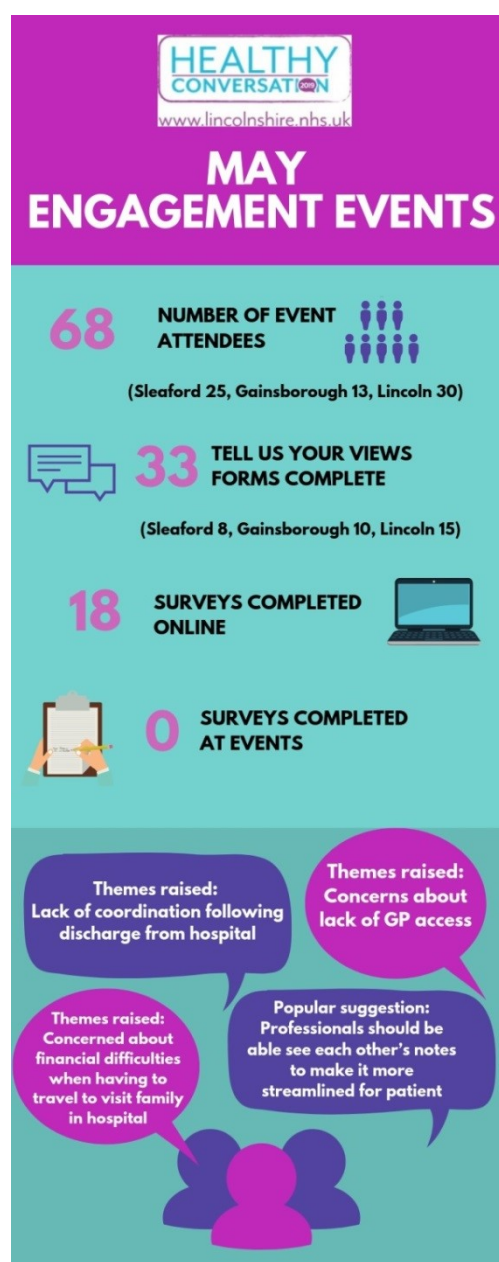 HEALTHY
CONVERSATION
2019
www.lincolnshire.nhs.uk
MAY
ENGAGEMENT EVENTS
68
NUMBER OF EVENT
ATTENDEES
(Sleaford 25, Gainsborough 13, Lincoln 30)
33
TELL US YOUR VIEWS
FORMS COMPLETE
(Sleaford 8, Gainsborough 10, Lincoln 15)
18
SURVEYS COMPLETED
ONLINE
0
SURVEYS COMPLETED
AT EVENTS
Themes raised:
Lack of coordination following
discharge from hospital
Themes raised:
Concerns about
lack of GP access
Themes raised:
Concerned about
financial difficulties
when having to
travel to visit family
in hospital
Popular suggestion:
Professionals should be
able see each other's notes
to make it more
streamlined for patient